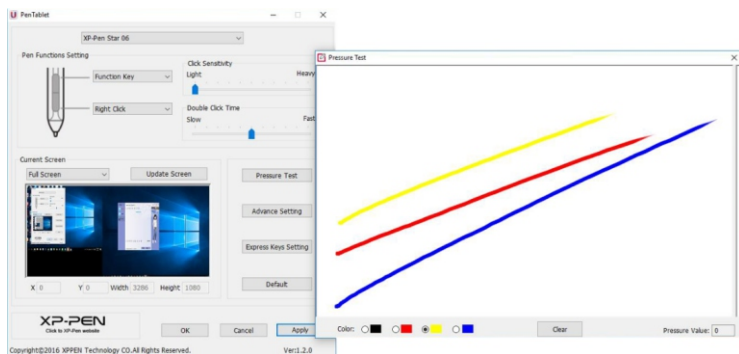 PenTablet
XP-Pen Star 06
Pen Functions Setting
Function Key
Right Click
Click Sensitivity
Light Heavy
Double Click Time
Slow Fast
Current Screen
Full Screen
Update Screen
Pressure Test
Advance Setting
Express Keys Setting
Default
X 0 Y 0 Width 3286 Height 1080
XP-PEN
Click to XP-Pen website
OK Cancel Apply
Copyright©2016 XPPEN Technology CO.All Rights Reserved. Ver:1.2.0
Pressure Test
Color: Clear Pressure Value: 0